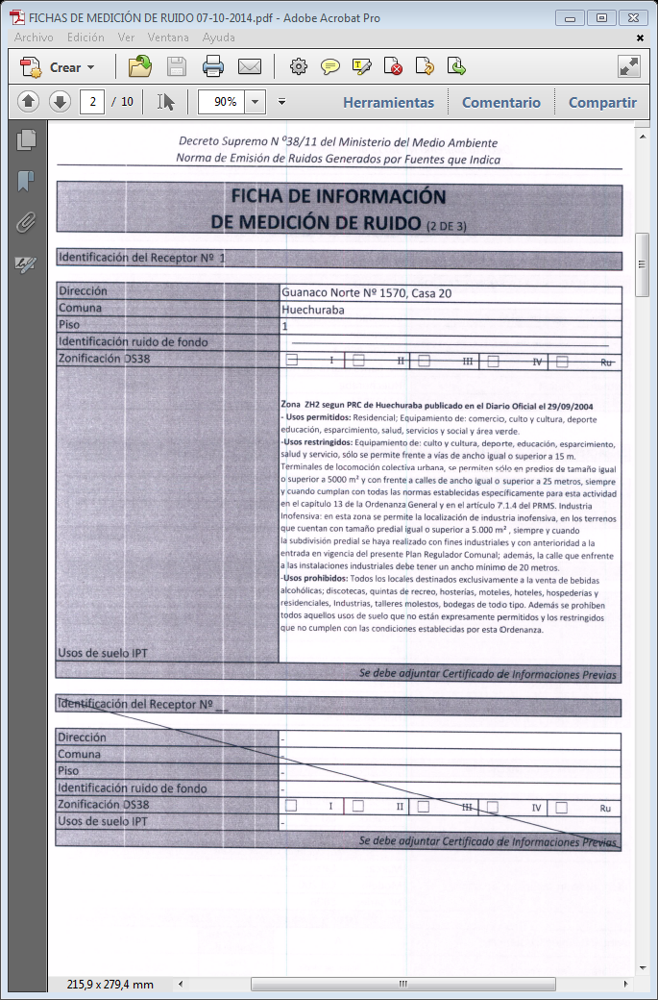 FICHAS DE MEDICIÓN DE RUIDO 07-10-2014.pdf - Adobe Acrobat Pro
Archivo Edición Ver Ventana Ayuda
Crear
2 / 10 90% Herramientas Comentario Compartir
Decreto Supremo N º38/11 del Ministerio del Medio Ambiente
Norma de Emisión de Ruidos Generados por Fuentes que Indica
FICHA DE INFORMACIÓN
DE MEDICIÓN DE RUIDO (2 DE 3)
Identificación del Receptor Nº 1
Dirección Guanaco Norte Nº 1570, Casa 20
Comuna Huechuraba
Piso 1
Identificación ruido de fondo
Zonificación DS38 I II III IV Ru
Zona ZH2 segun PRC de Huechuraba publicado en el Diario Oficial el 29/09/2004
- Usos permitidos: Residencial; Equipamiento de: comercio, culto y cultura, deporte
educación, esparcimiento, salud, servicios y social y área verde.
-Usos restringidos: Equipamiento de: culto y cultura, deporte, educación, esparcimiento,
salud y servicio, sólo se permite frente a vías de ancho igual o superior a 15 m.
Terminales de locomoción colectiva urbana, se permiten sólo en predios de tamaño igual
o superior a 5000 m² y con frente a calles de ancho igual o superior a 25 metros, siempre
y cuando cumplan con todas las normas establecidas específicamente para esta actividad
en el capítulo 13 de la Ordenanza General y en el artículo 7.1.4 del PRMS. Industria
Inofensiva: en esta zona se permite la localización de industria inofensiva, en los terrenos
que cuentan con tamaño predial igual o superior a 5.000 m² , siempre y cuando
la subdivisión predial se haya realizado con fines industriales y con anterioridad a la
entrada en vigencia del presente Plan Regulador Comunal; además, la calle que enfrente
a las instalaciones industriales debe tener un ancho mínimo de 20 metros.
-Usos prohibidos: Todos los locales destinados exclusivamente a la venta de bebidas
alcohólicas; discotecas, quintas de recreo, hosterías, moteles, hoteles, hospederías y
residenciales, Industrias, talleres molestos, bodegas de todo tipo. Además se prohiben
todos aquellos usos de suelo que no están expresamente permitidos y los restringidos
que no cumplen con las condiciones establecidas por esta Ordenanza.
Usos de suelo IPT
Se debe adjuntar Certificado de Informaciones Previas
Identificación del Receptor Nº __
Dirección -
Comuna -
Piso -
Identificación ruido de fondo -
Zonificación DS38 I II III IV Ru
Usos de suelo IPT -
Se debe adjuntar Certificado de Informaciones Previas
215,9 x 279,4 mm